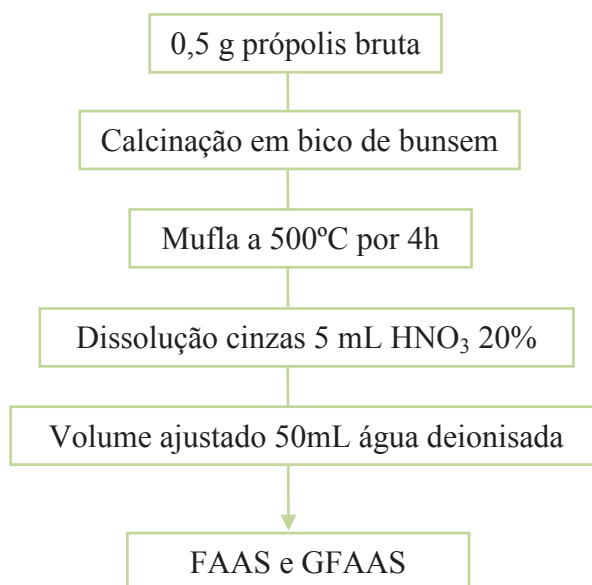 0,5 g própolis bruta
Calcinação em bico de bunsem
Mufla a 500ºC por 4h
Dissolução cinzas 5 mL HNO₃ 20%
Volume ajustado 50mL água deionisada
FAAS e GFAAS